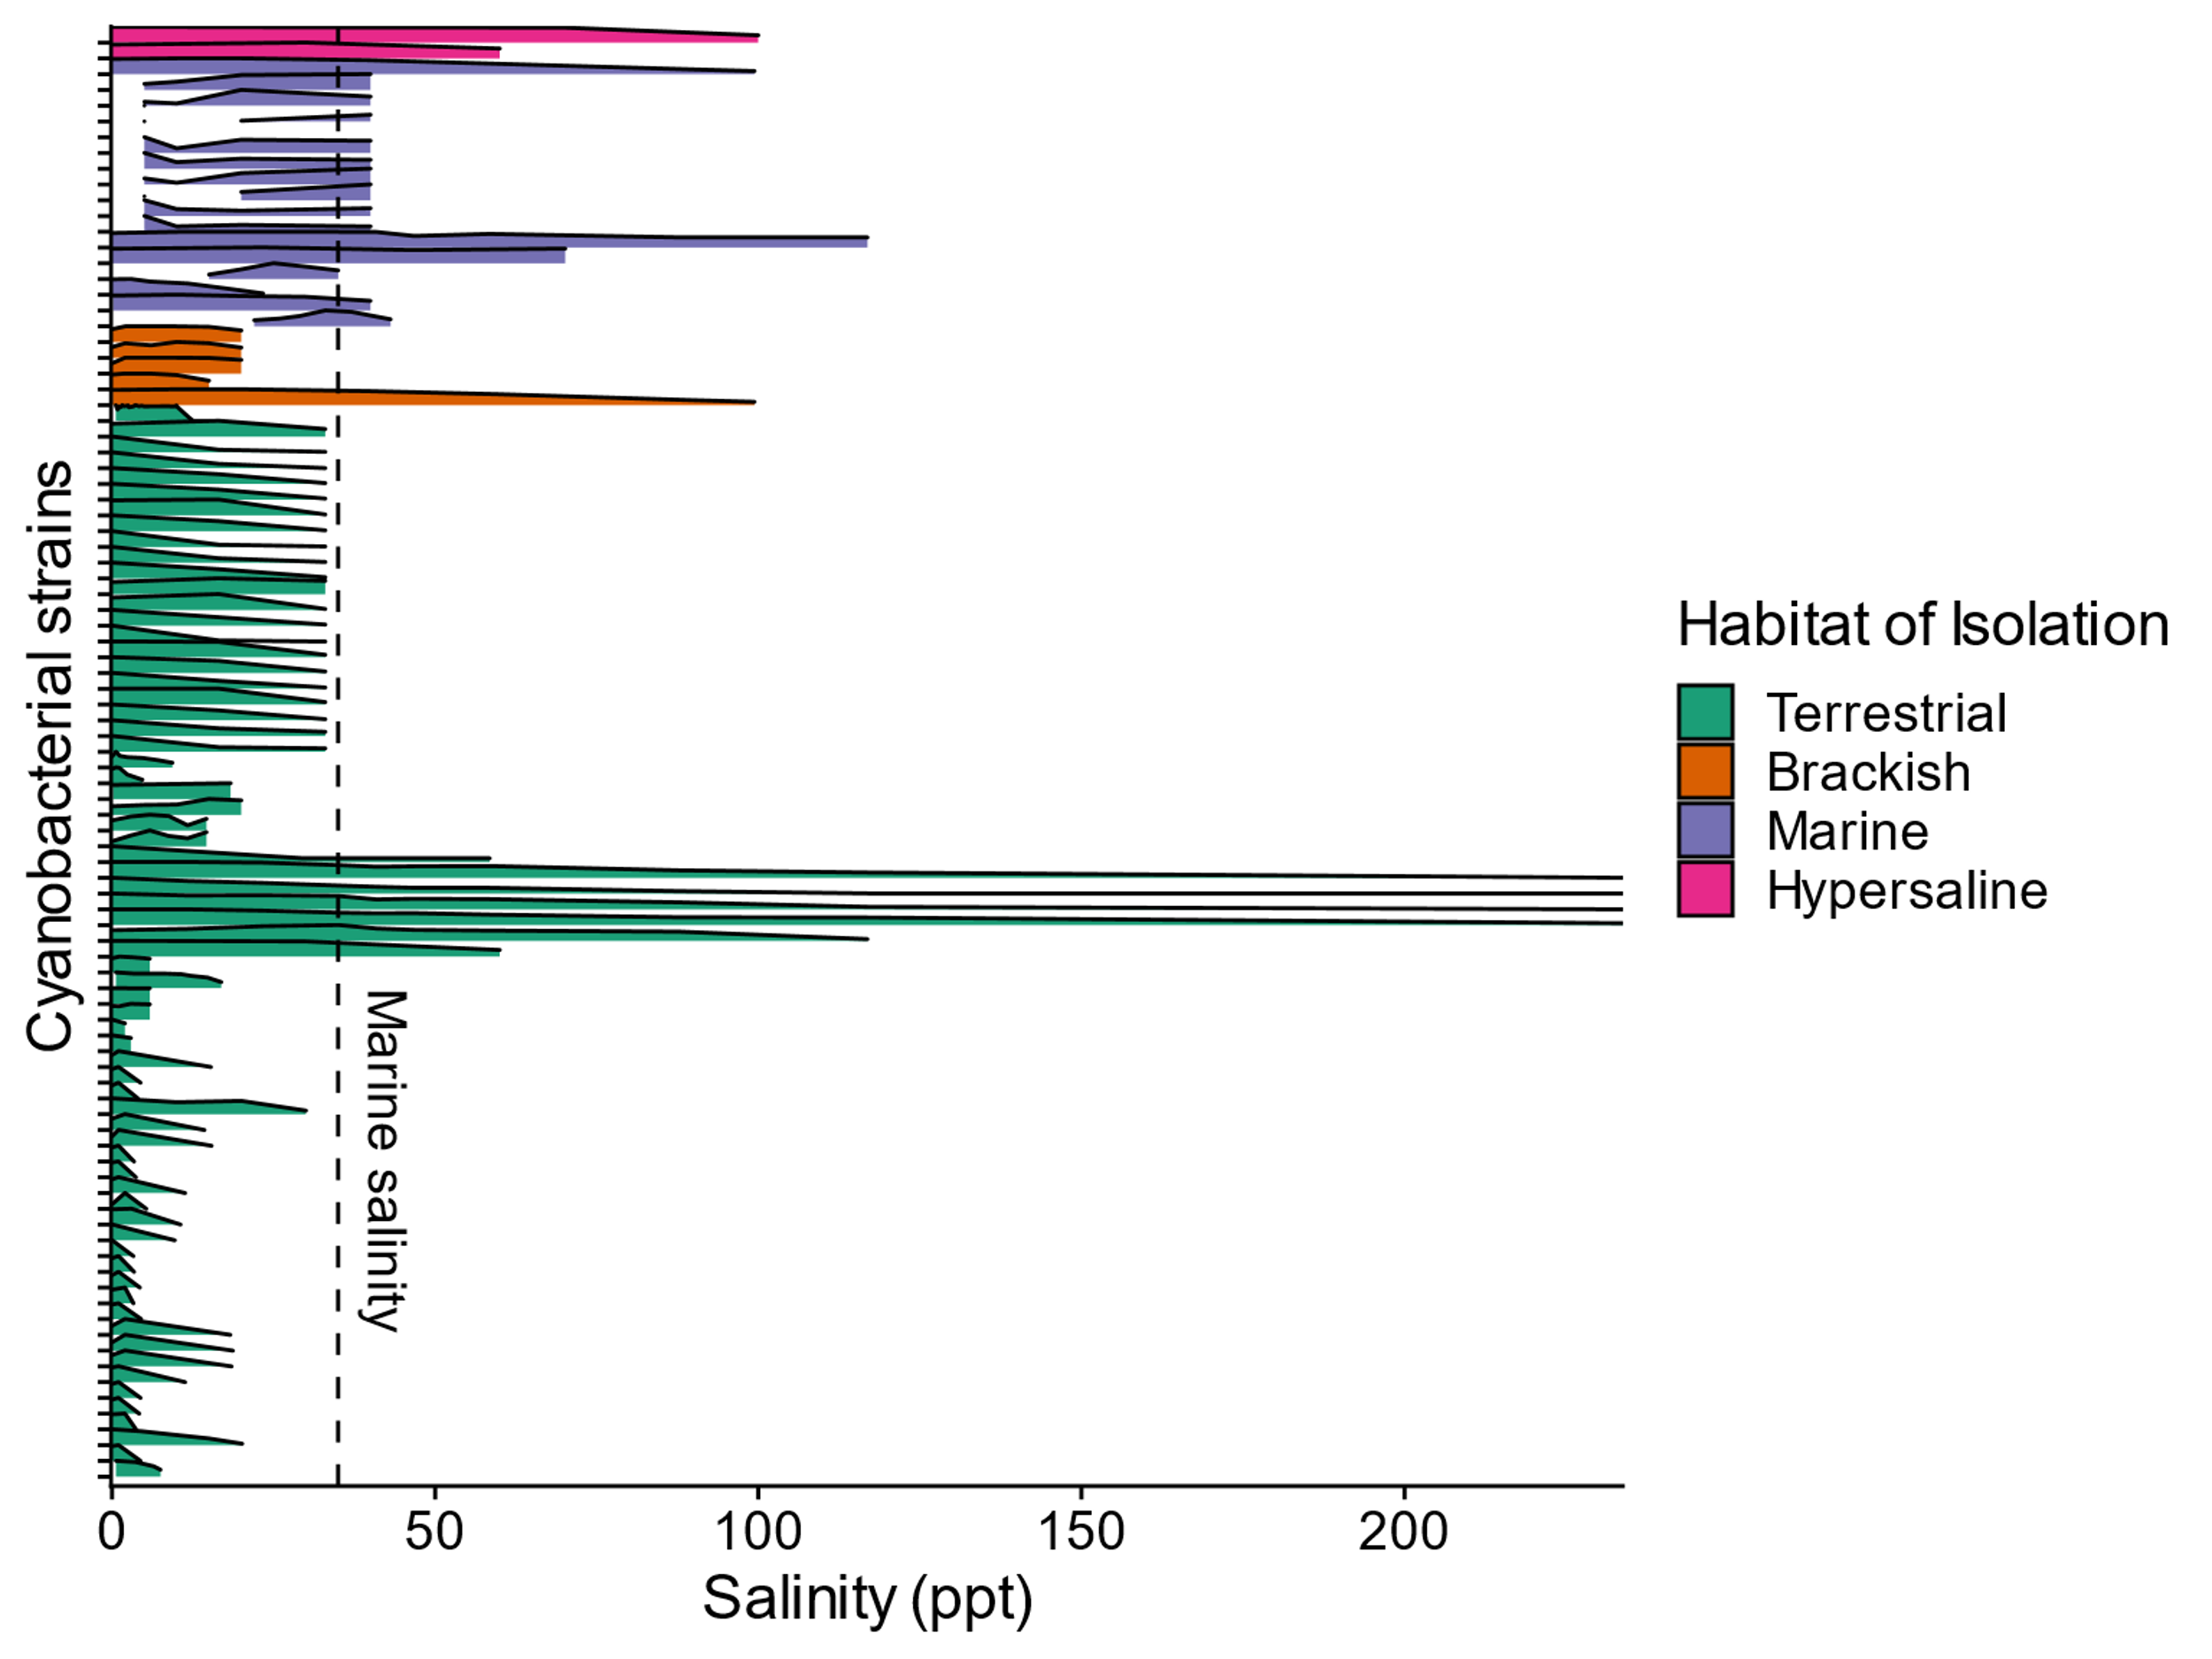 Cyanobacterial strains
Marine salinity
0 50 100 150 200
Salinity (ppt)
Habitat of Isolation
Terrestrial
Brackish
Marine
Hypersaline